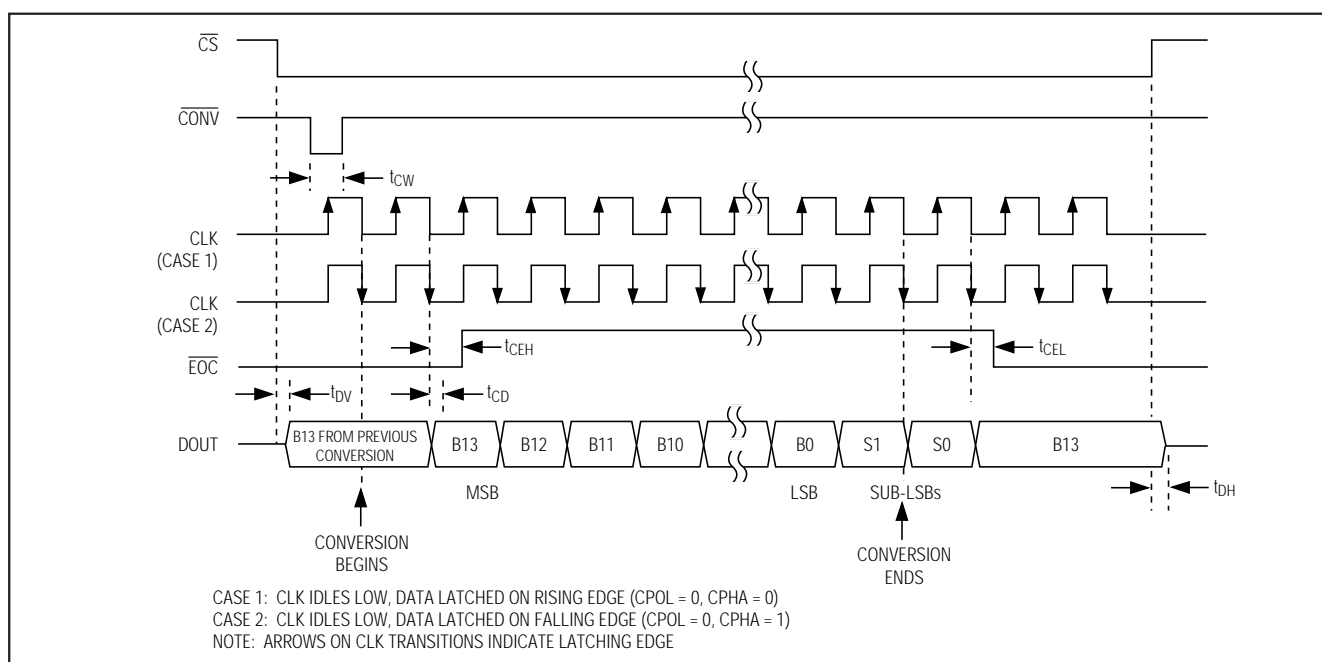 CS
CONV
tCW
CLK
(CASE 1)
CLK
(CASE 2)
tCEH
tCEL
EOC
tDV
tCD
DOUT
B13 FROM PREVIOUS
CONVERSION
B13
B12
B11
B10
B0
S1
S0
B13
MSB
LSB
SUB-LSBs
tDH
CONVERSION
BEGINS
CONVERSION
ENDS
CASE 1: CLK IDLES LOW, DATA LATCHED ON RISING EDGE (CPOL = 0, CPHA = 0)
CASE 2: CLK IDLES LOW, DATA LATCHED ON FALLING EDGE (CPOL = 0, CPHA = 1)
NOTE: ARROWS ON CLK TRANSITIONS INDICATE LATCHING EDGE